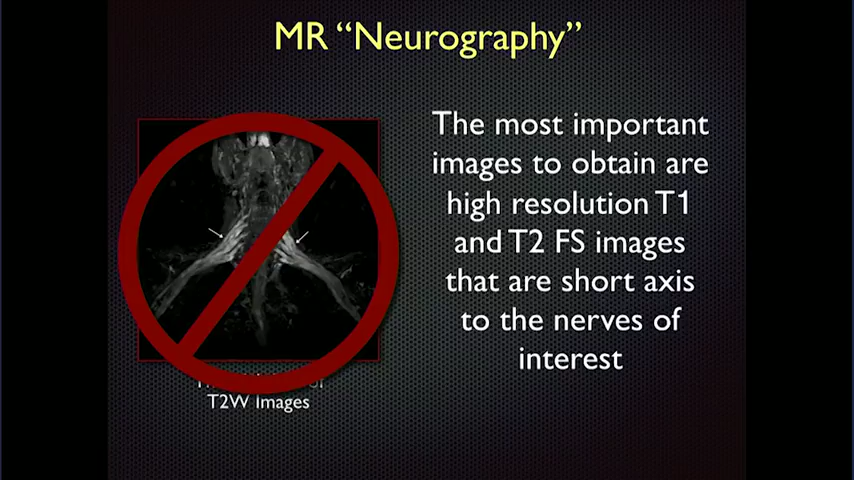 MR “Neurography”
The most important
images to obtain are
high resolution T1
and T2 FS images
that are short axis
to the nerves of
interest
T2W Images